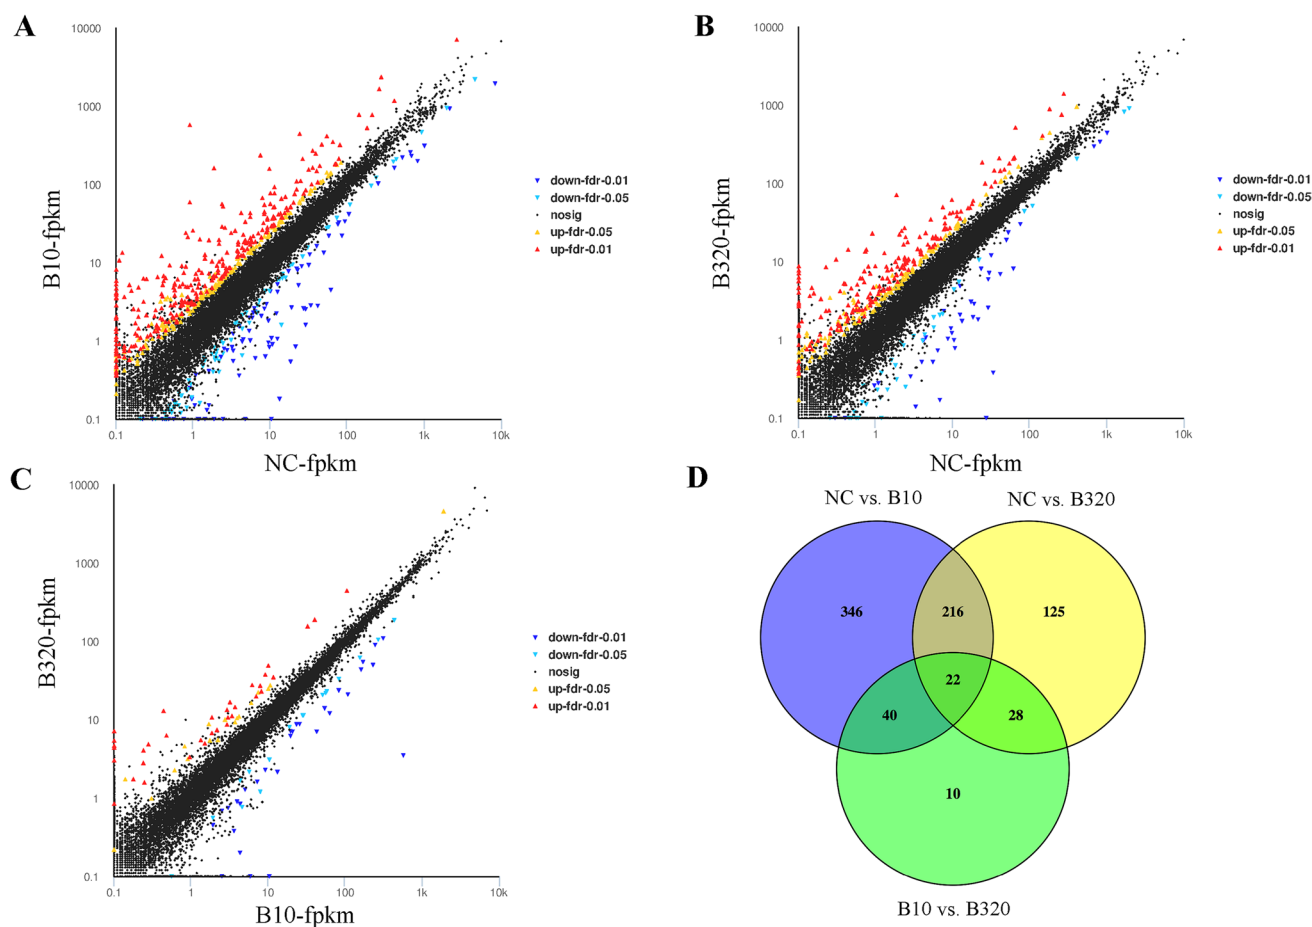 A
10000
1000
100
10
1
0.1
B10-fpkm
0.1
1
10
100
1k
10k
NC-fpkm
down-fdr-0.01
down-fdr-0.05
nosig
up-fdr-0.05
up-fdr-0.01
B
10000
1000
100
10
1
0.1
B320-fpkm
0.1
1
10
100
1k
10k
NC-fpkm
down-fdr-0.01
down-fdr-0.05
nosig
up-fdr-0.05
up-fdr-0.01
C
10000
1000
100
10
1
0.1
B320-fpkm
0.1
1
10
100
1k
10k
B10-fpkm
down-fdr-0.01
down-fdr-0.05
nosig
up-fdr-0.05
up-fdr-0.01
D
NC vs. B10
NC vs. B320
346
216
125
22
40
28
10
B10 vs. B320